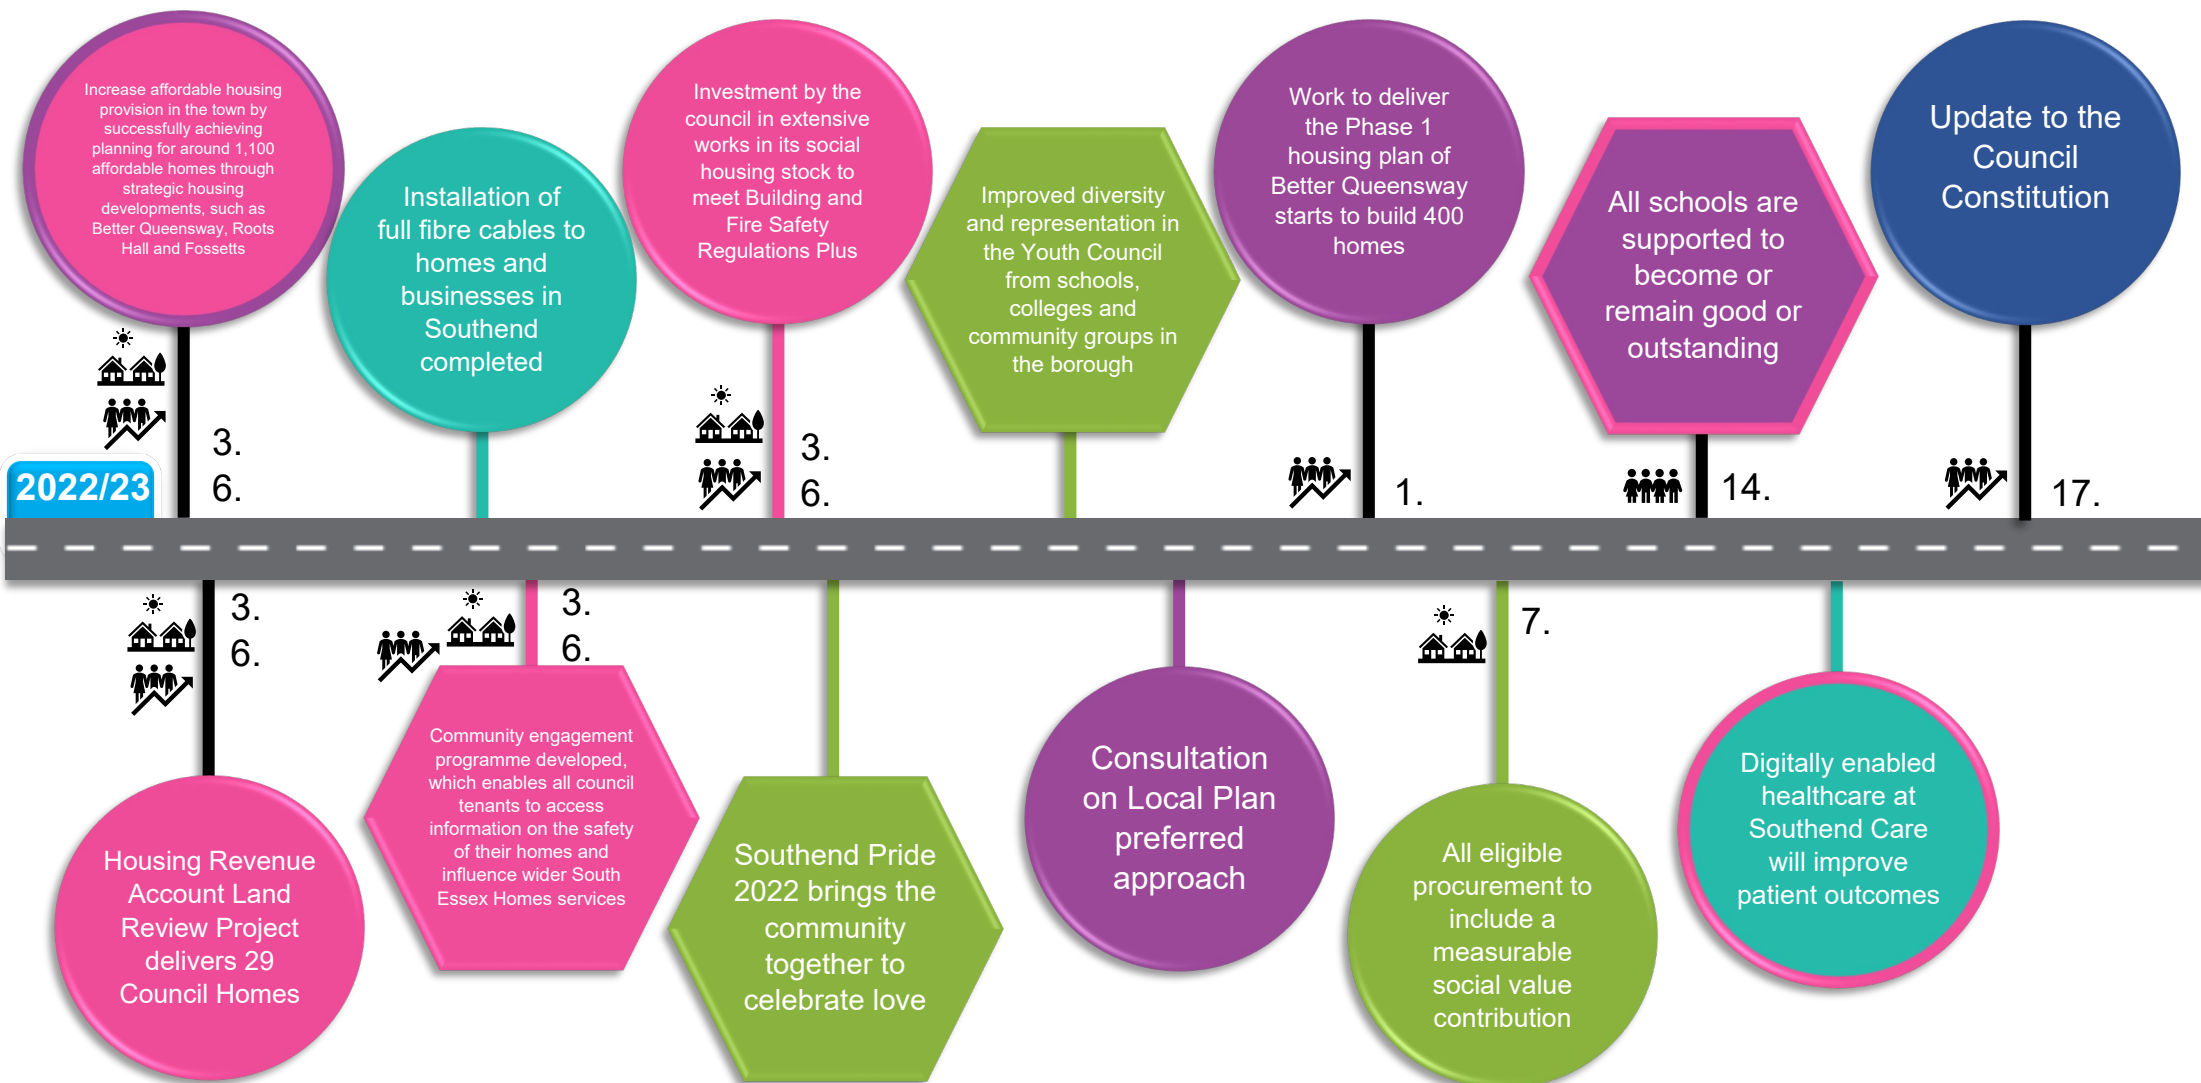 Increase affordable housing
provision in the town by
successfully achieving
planning for around 1,100
affordable homes through
strategic housing
developments, such as
Better Queensway, Roots
Hall and Fossetts
3.
6.
2022/23
Installation of
full fibre cables to
homes and
businesses in
Southend
completed
Investment by the
council in extensive
works in its social
housing stock to
meet Building and
Fire Safety
Regulations Plus
3.
6.
Improved diversity
and representation in
the Youth Council
from schools,
colleges and
community groups in
the borough
Work to deliver
the Phase 1
housing plan of
Better Queensway
starts to build 400
homes
1.
All schools are
supported to
become or
remain good or
outstanding
14.
Update to the
Council
Constitution
17.
3.
6.
Housing Revenue
Account Land
Review Project
delivers 29
Council Homes
3.
6.
Community engagement
programme developed,
which enables all council
tenants to access
information on the safety
of their homes and
influence wider South
Essex Homes services
Southend Pride
2022 brings the
community
together to
celebrate love
Consultation
on Local Plan
preferred
approach
7.
All eligible
procurement to
include a
measurable
social value
contribution
Digitally enabled
healthcare at
Southend Care
will improve
patient outcomes